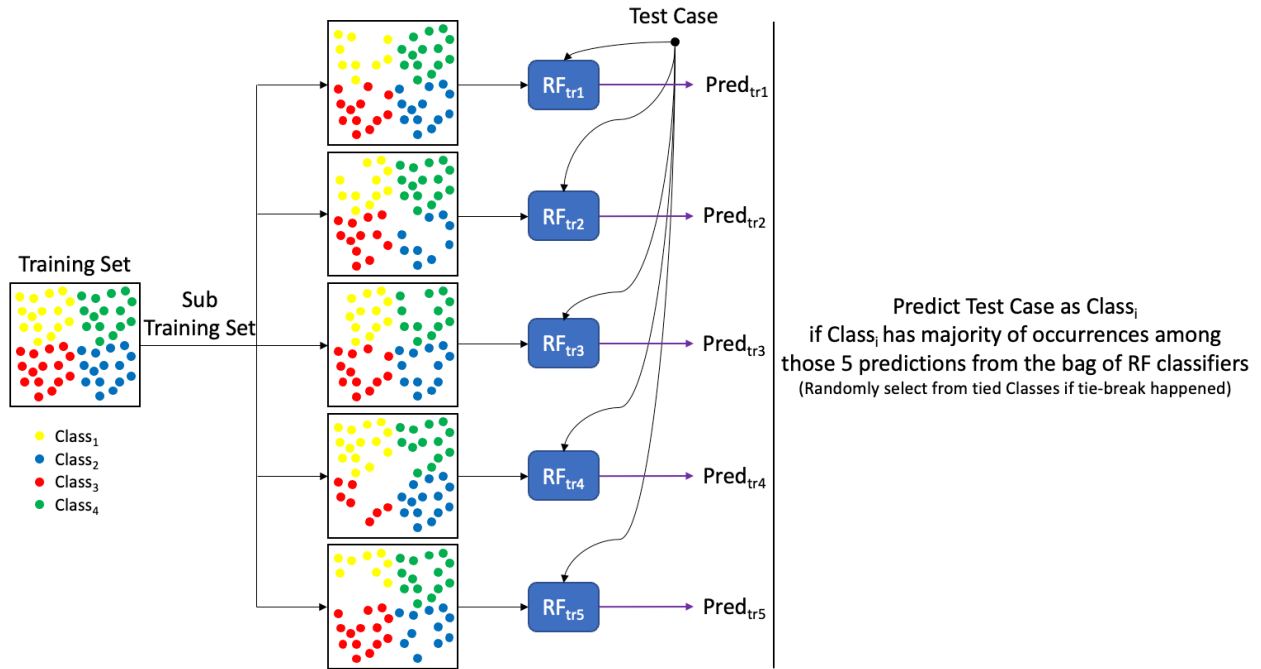 Test Case
RFtr1
Predtr1
RFtr2
Predtr2
Training Set
Sub
Training Set
RFtr3
Predtr3
Predict Test Case as Classi
if Classi has majority of occurrences among
those 5 predictions from the bag of RF classifiers
(Randomly select from tied Classes if tie-break happened)
Class1
Class2
Class3
Class4
RFtr4
Predtr4
RFtr5
Predtr5